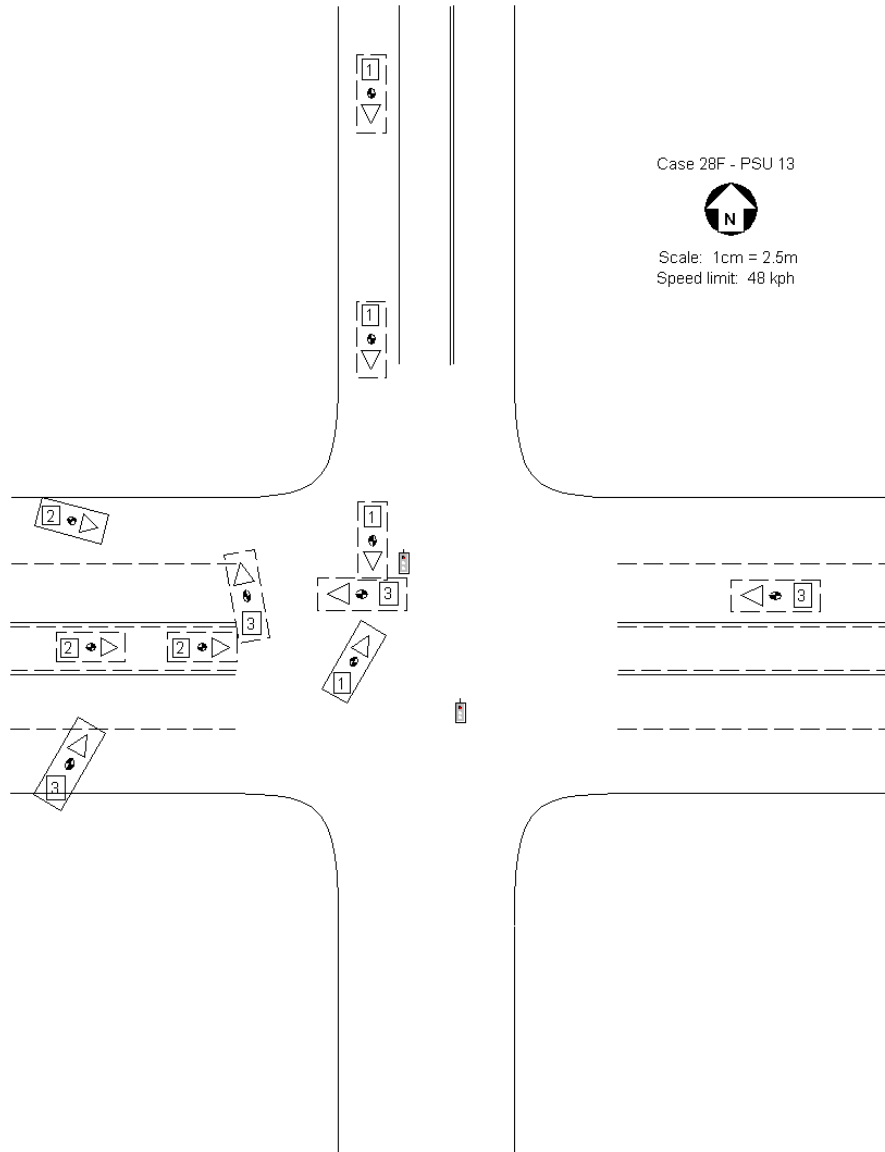 1
Case 28F - PSU 13
N
Scale: 1cm = 2.5m
Speed limit: 48 kph
1
2
1
3
3
3
2
2
1
3